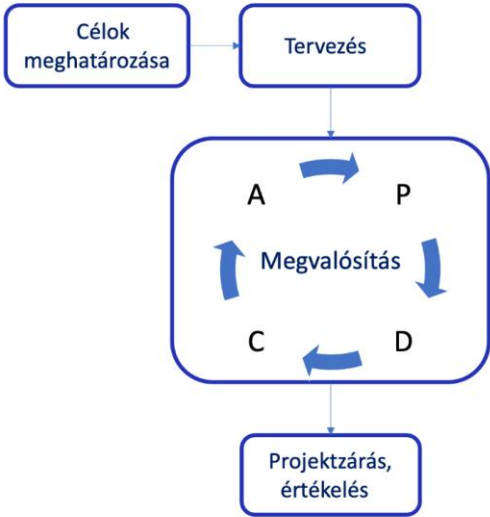 Célok
meghatározása
Tervezés
A
P
Megvalósítás
C
D
Projektzárás,
értékelés